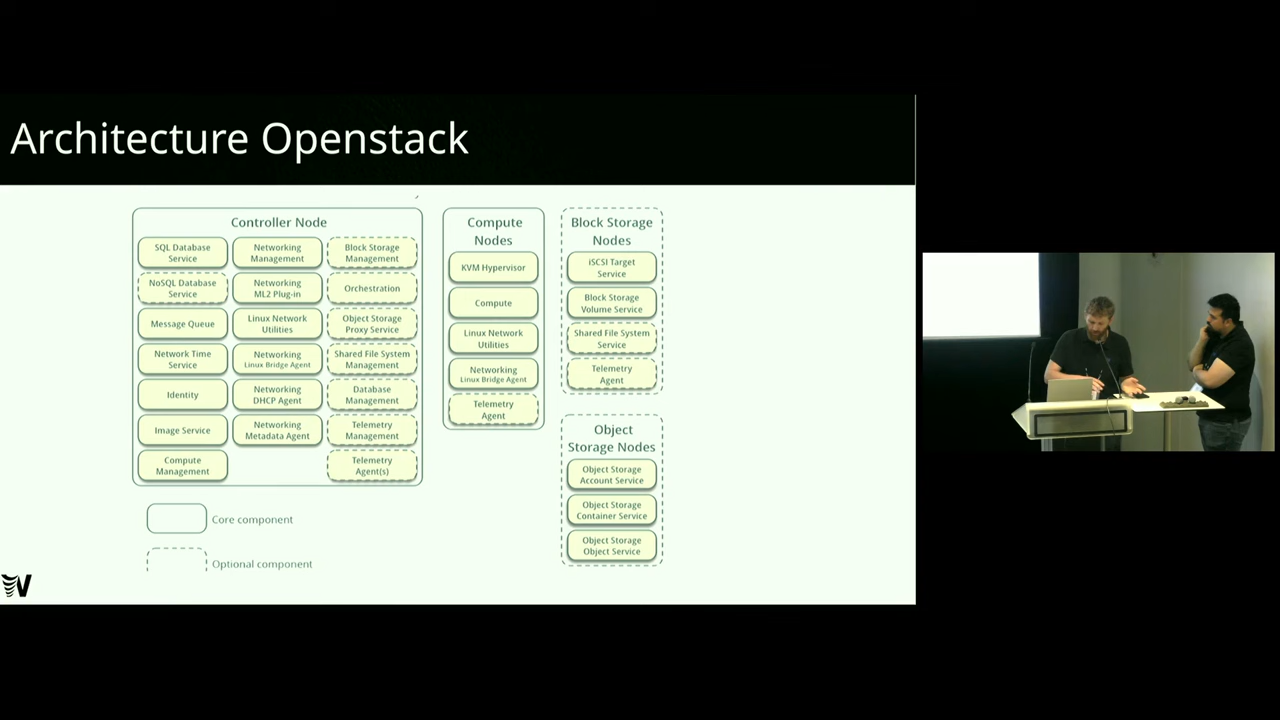 Architecture Openstack
Controller Node
SQL Database
Service
NoSQL Database
Service
Message Queue
Network Time
Service
Identity
Image Service
Compute
Management
Networking
Management
Networking
ML2 Plug-in
Linux Network
Utilities
Networking
Linux Bridge Agent
Networking
DHCP Agent
Networking
Metadata Agent
Block Storage
Management
Orchestration
Object Storage
Proxy Service
Shared File System
Management
Database
Management
Telemetry
Management
Telemetry
Agent(s)
Compute
Nodes
KVM Hypervisor
Compute
Linux Network
Utilities
Networking
Linux Bridge Agent
Telemetry
Agent
Block Storage
Nodes
iSCSI Target
Service
Block Storage
Volume Service
Shared File System
Service
Telemetry
Agent
Object
Storage Nodes
Object Storage
Account Service
Object Storage
Container Service
Object Storage
Object Service
Core component
Optional component